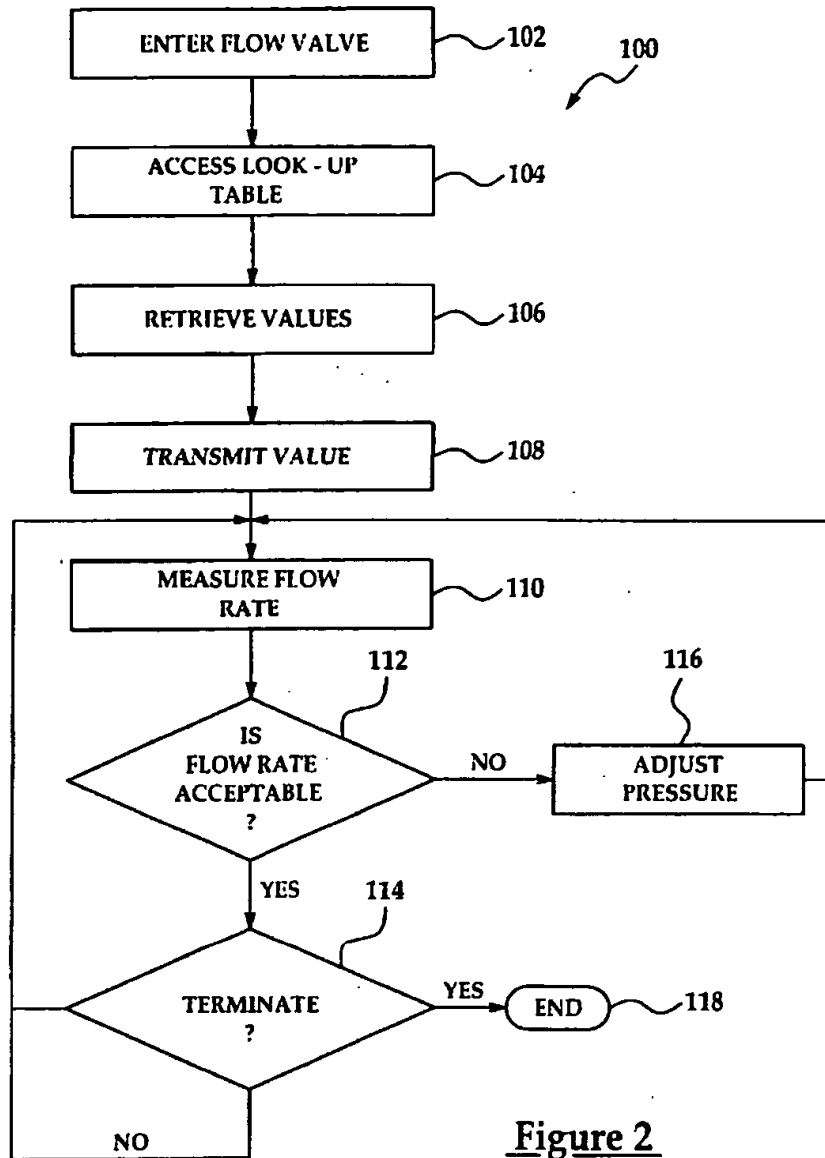 ENTER FLOW VALVE
102
100
ACCESS LOOK - UP
TABLE
104
RETRIEVE VALUES
106
TRANSMIT VALUE
108
MEASURE FLOW
RATE
110
112
IS
FLOW RATE
ACCEPTABLE
?
NO
116
ADJUST
PRESSURE
YES
114
TERMINATE
?
YES
END
118
NO
Figure 2